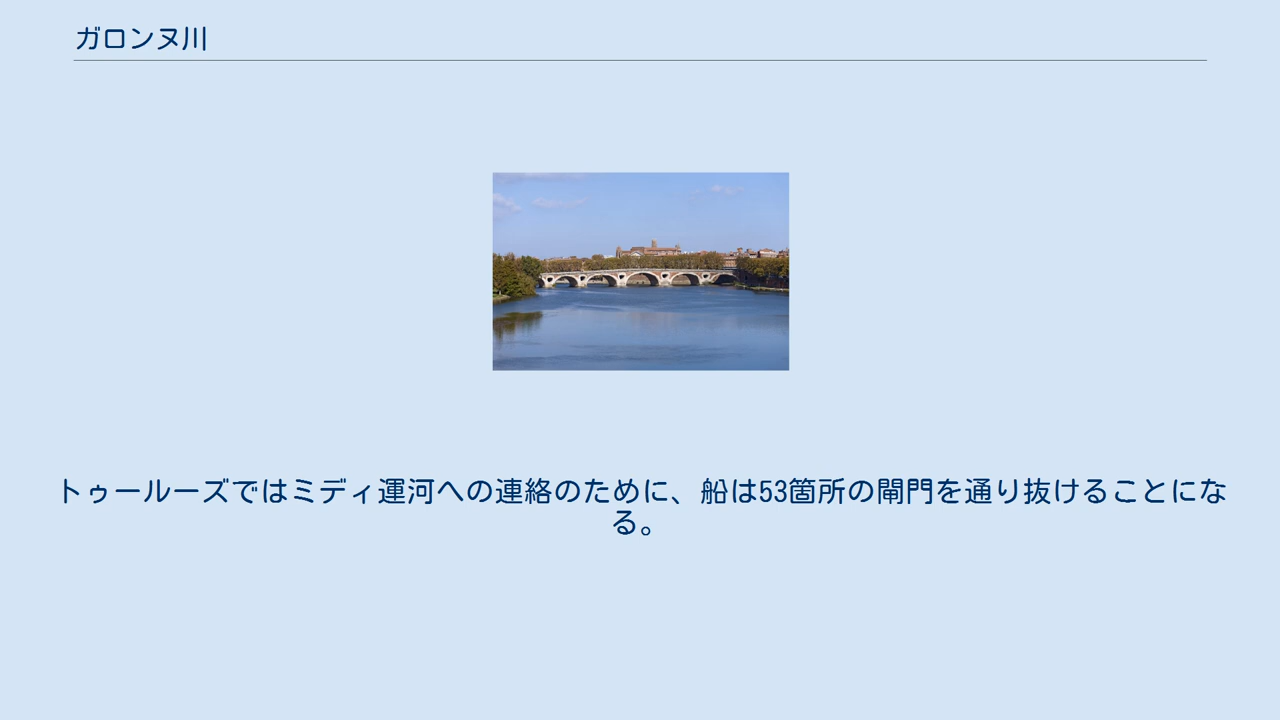 ガロンヌ川
トゥールーズではミディ運河への連絡のために、船は53箇所の閘門を通り抜けることにな
る。